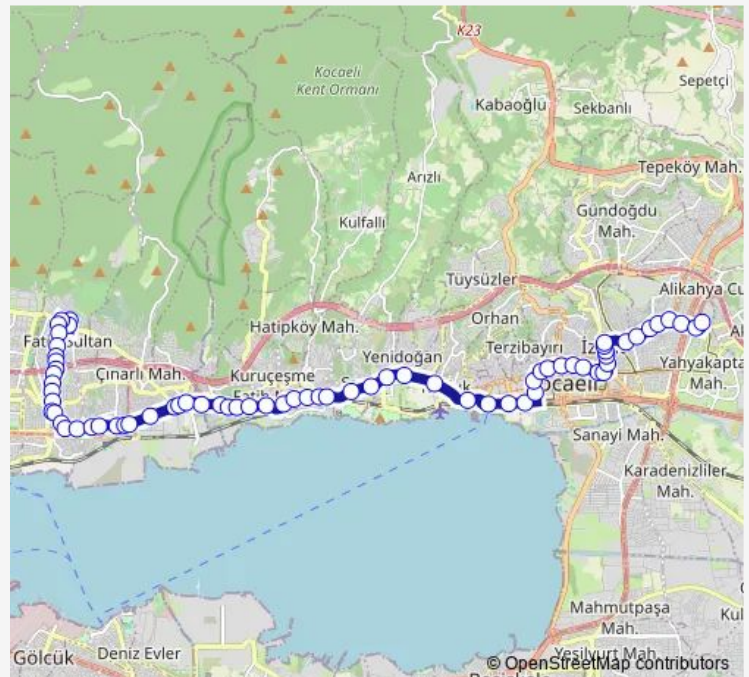 K23
Kocaeli
Kent Ormanı
Sepetçi
Kabaoğlu
Sekbanlı
Tepeköy Mah.
Arızlı
Gündoğdu
Mah.
Kulfallı
Tüysüzler
Alikahya Cu
Orhan
Hatipköy Mah.
Terzibayırı
Yenidoğan
Çınarlı Mah.
Kuruçeşme
Yahyakapta
Mah.
Sanayi Mah.
Karadenizliler
Mah.
Mahmutpaşa
Mah.
Kul
Gölcük
Deniz Evler
Yeşilyurt Mah.
© OpenStreetMap contributors